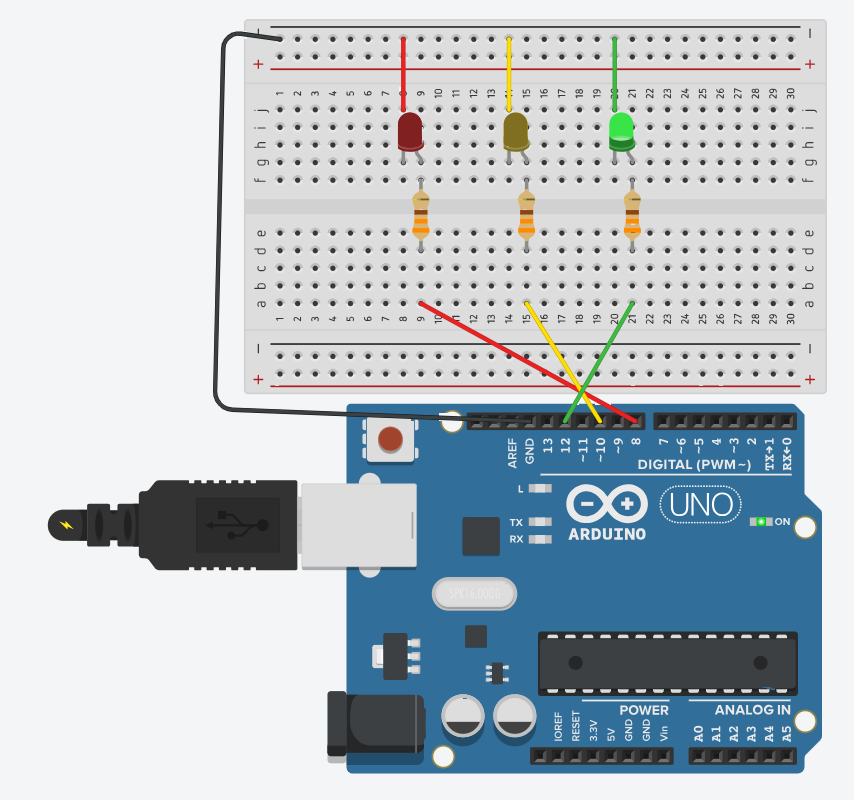 − −
+ +
1 2 3 4 5 6 7 8 9 10 11 12 13 14 15 16 17 18 19 20 21 22 23 24 25 26 27 28 29 30
j j
i i
h h
g g
f f
e e
d d
c c
b b
a a
1 2 3 4 5 6 7 8 9 10 11 12 13 14 15 16 17 18 19 20 21 22 23 24 25 26 27 28 29 30
− −
+ +
AREF GND 13 12 ~11 ~10 ~9 8 7 ~6 ~5 4 ~3 2 TX→1 RX←0
DIGITAL (PWM~)
L
TX
RX
− +
ARDUINO
UNO
ON
SPK16.000G
POWER ANALOG IN
IOREF RESET 3.3V 5V GND GND Vin A0 A1 A2 A3 A4 A5